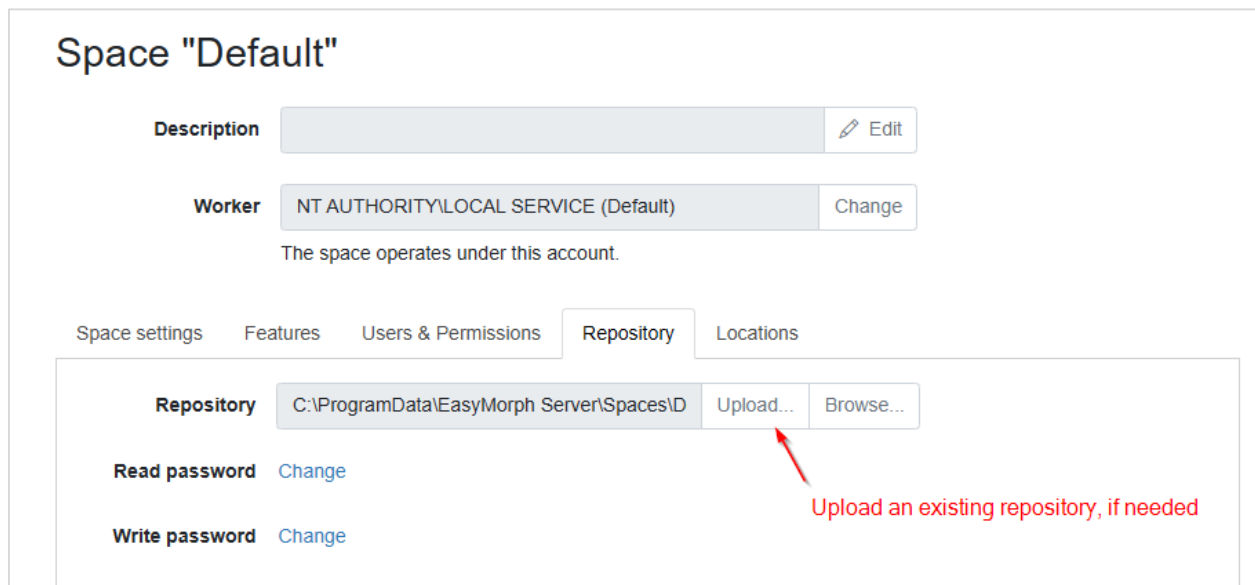 Space "Default"
Description
Edit
Worker
NT AUTHORITY\LOCAL SERVICE (Default)
Change
The space operates under this account.
Space settings
Features
Users & Permissions
Repository
Locations
Repository
C:\ProgramData\EasyMorph Server\Spaces\D
Upload...
Browse...
Read password
Change
Upload an existing repository, if needed
Write password
Change